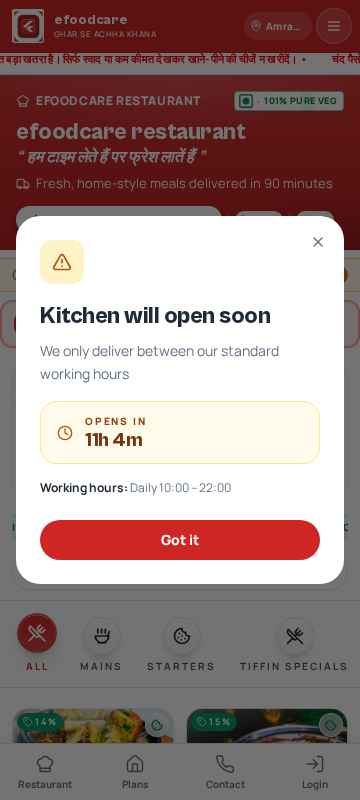 efoodcare
GHAR SE ACHHA KHANA
Amra...
बड़ा खतरा है। सिर्फ स्वाद या कम कीमत देखकर खाने-पीने की चीजें न खरीदें। •
EFOODCARE RESTAURANT
· 101% PURE VEG
efoodcare restaurant
“ हम टाइम लेते हैं पर फ्रेश लाते हैं ”
Fresh, home-style meals delivered in 90 minutes
Kitchen will open soon
We only deliver between our standard
working hours
OPENS IN
11h 4m
Working hours: Daily 10:00 – 22:00
Got it
ALL
MAINS
STARTERS
TIFFIN SPECIALS
14%
15%
Restaurant
Plans
Contact
Login